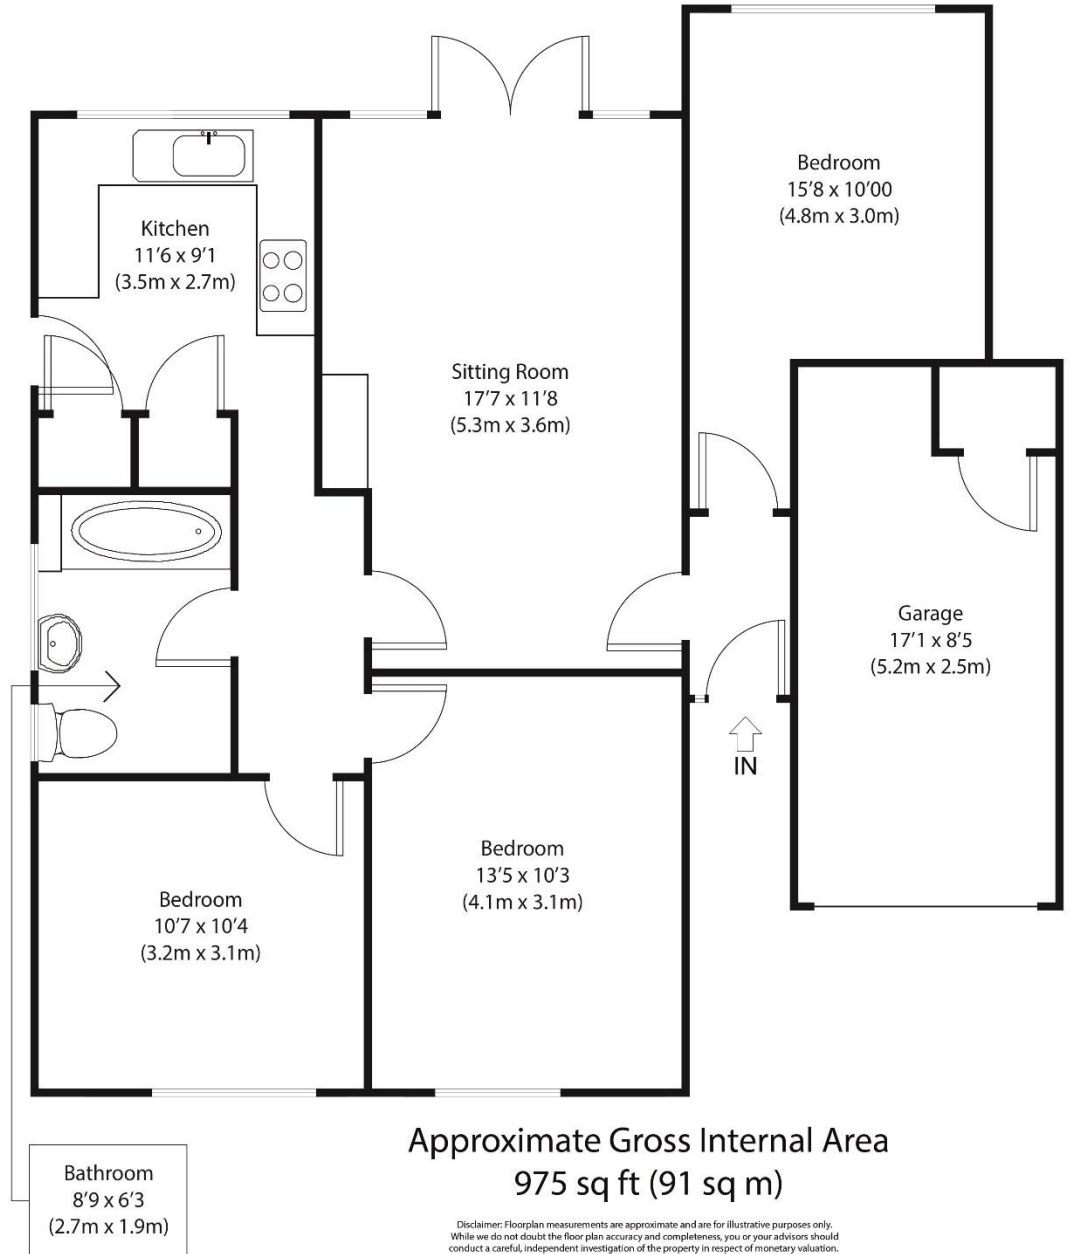 Bedroom
15'8 x 10'00
(4.8m x 3.0m)
Kitchen
11'6 x 9'1
(3.5m x 2.7m)
Sitting Room
17'7 x 11'8
(5.3m x 3.6m)
Garage
17'1 x 8'5
(5.2m x 2.5m)
IN
Bedroom
13'5 x 10'3
(4.1m x 3.1m)
Bedroom
10'7 x 10'4
(3.2m x 3.1m)
Bathroom
8'9 x 6'3
(2.7m x 1.9m)
Approximate Gross Internal Area
975 sq ft (91 sq m)
Disclaimer: Floorplan measurements are approximate and are for illustrative purposes only.
While we do not doubt the floor plan accuracy and completeness, you or your advisors should
conduct a careful, independent investigation of the property in respect of monetary valuation.